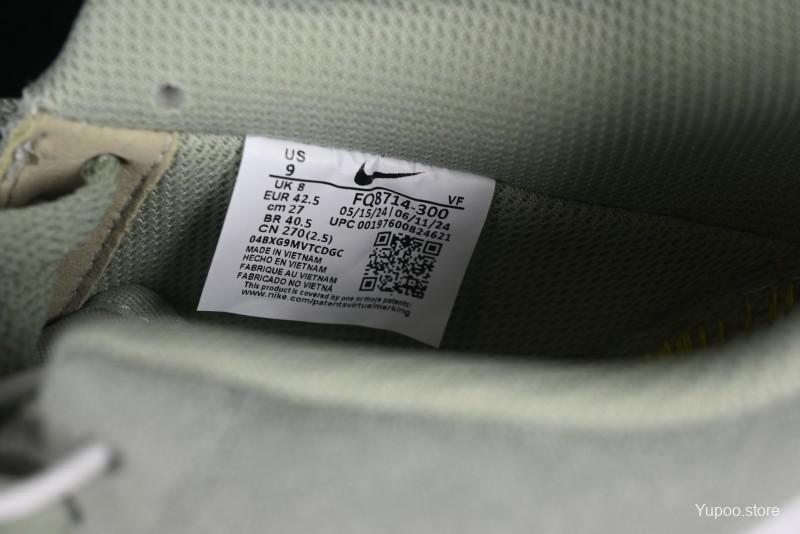 US
9
UK 8
EUR 42.5
cm 27
BR 40.5
CN 270(2.5)
04BXG9MVTCDGC
MADE IN VIETNAM
HECHO EN VIETNAM
FABRIQUE AU VIETNAM
FABRICADO NO VIETNÃ
This product is covered by one or more patents
www.nike.com/patentsvirtualmarking
VF
FQ8714-300
05/15/24 | 06/11/24
UPC 00197600824621
Yupoo.store